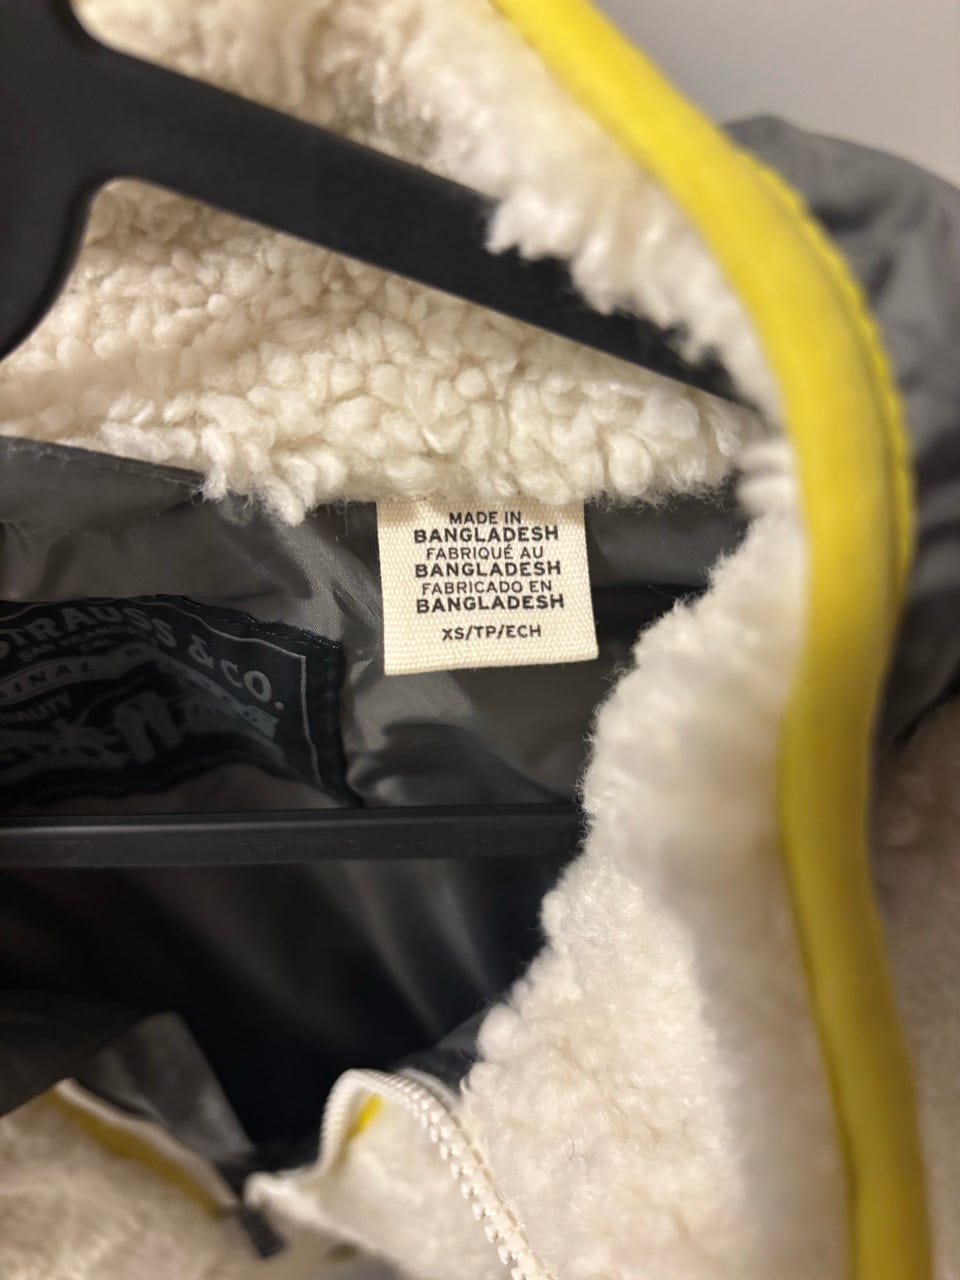 MADE IN
BANGLADESH
FABRIQUÉ AU
BANGLADESH
FABRICADO EN
BANGLADESH
XS/TP/ECH
STRAUSS & CO.